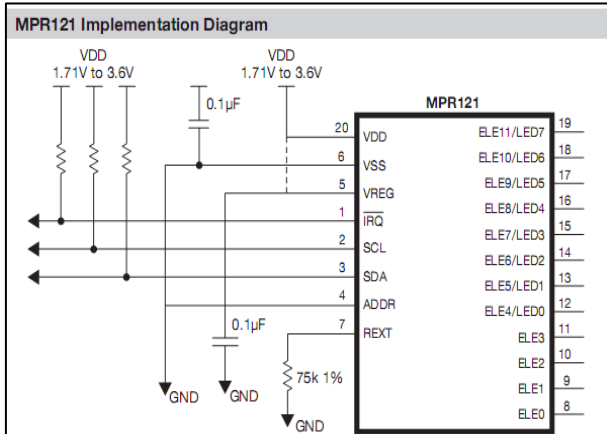 MPR121 Implementation Diagram
VDD
1.71V to 3.6V
VDD
1.71V to 3.6V
0.1µF
MPR121
20 VDD
6 VSS
5 VREG
1 IRQ
2 SCL
3 SDA
4 ADDR
7 REXT
ELE11/LED7 19
ELE10/LED6 18
ELE9/LED5 17
ELE8/LED4 16
ELE7/LED3 15
ELE6/LED2 14
ELE5/LED1 13
ELE4/LED0 12
ELE3 11
ELE2 10
ELE1 9
ELE0 8
0.1µF
75k 1%
GND
GND
GND